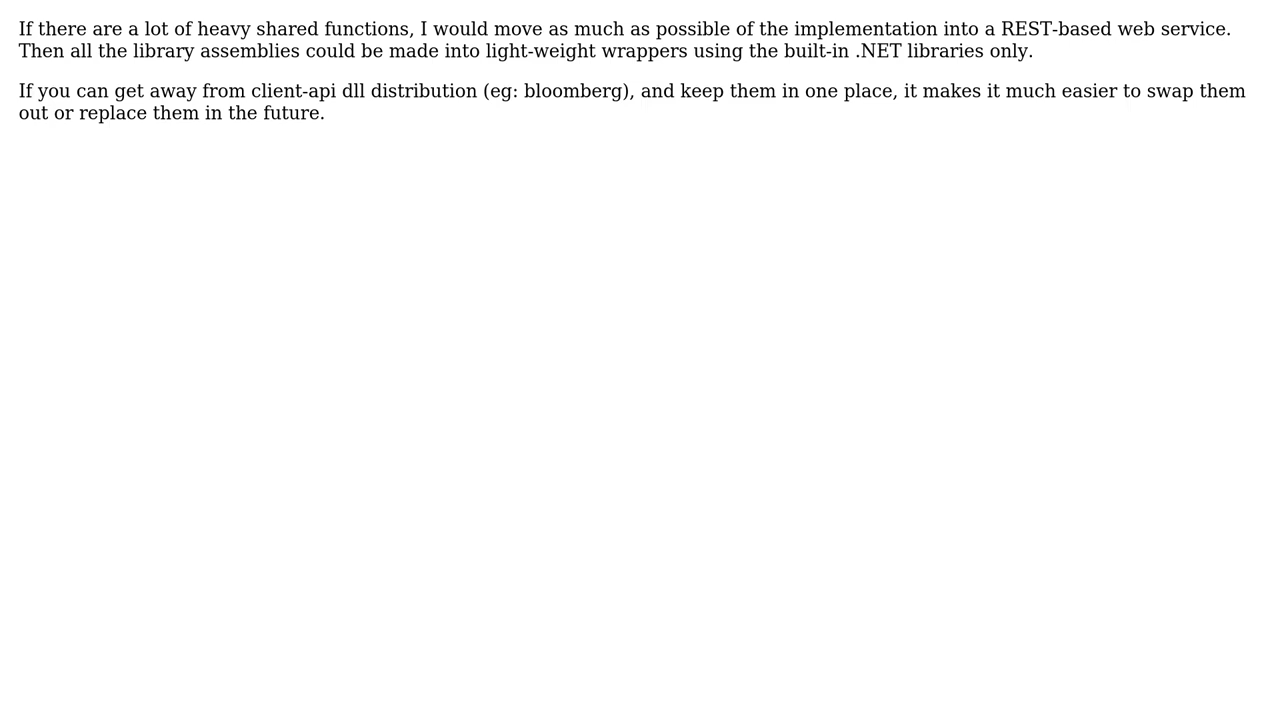 If there are a lot of heavy shared functions, I would move as much as possible of the implementation into a REST-based web service.
Then all the library assemblies could be made into light-weight wrappers using the built-in .NET libraries only.
If you can get away from client-api dll distribution (eg: bloomberg), and keep them in one place, it makes it much easier to swap them
out or replace them in the future.